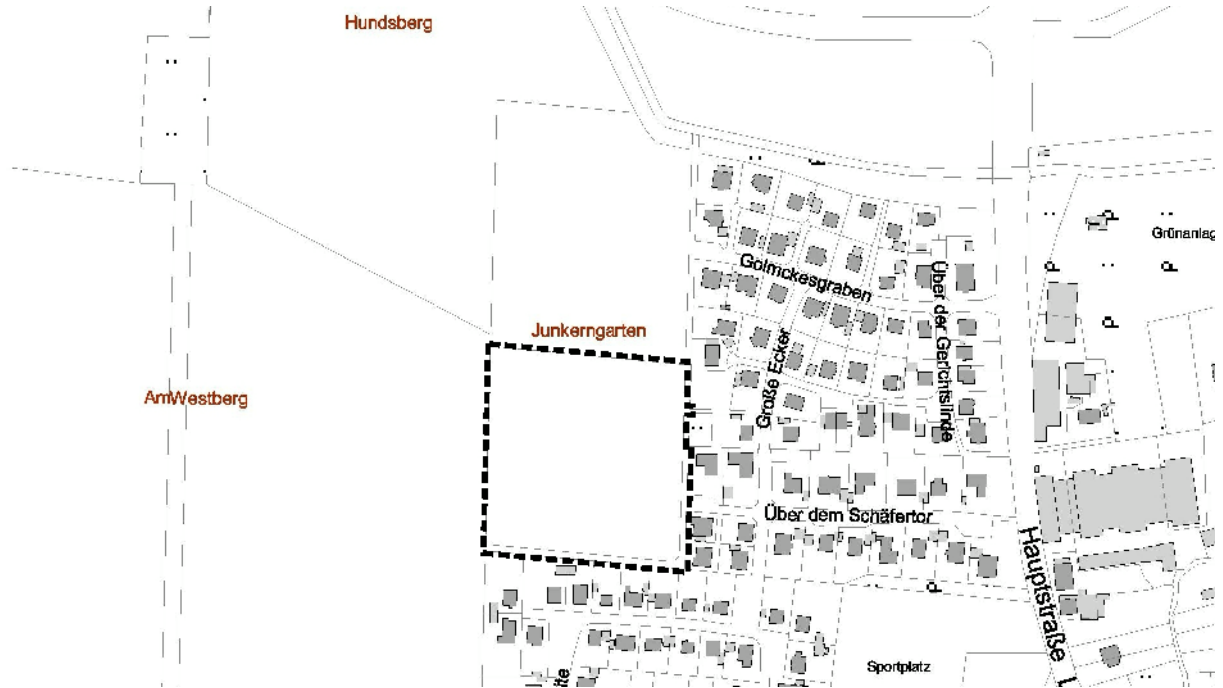 Hundsberg
Grünanlag
Golmckesgraben
Über der Gerichtslinde
Junkerngarten
Große Ecker
AmWestberg
Über dem Schäfertor
Hauptstraße L
Sportplatz